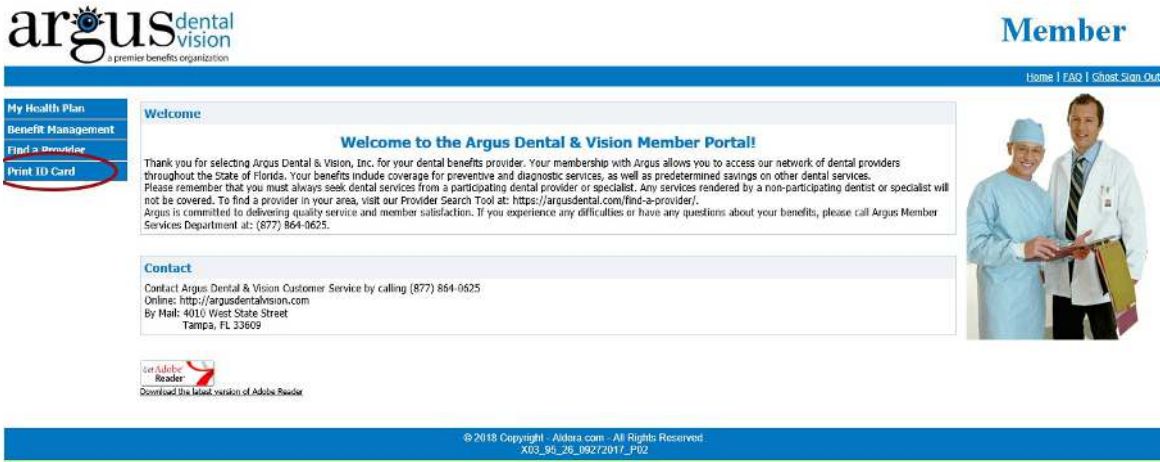 argus dental
vision
a premier benefits organization
Member
Home | FAQ | Ghost Sign Out
My Health Plan
Benefit Management
Find a Provider
Print ID Card
Welcome
Welcome to the Argus Dental & Vision Member Portal!
Thank you for selecting Argus Dental & Vision, Inc. for your dental benefits provider. Your membership with Argus allows you to access our network of dental providers
throughout the State of Florida. Your benefits include coverage for preventive and diagnostic services, as well as predetermined savings on other dental services.
Please remember that you must always seek dental services from a participating dental provider or specialist. Any services rendered by a non-participating dentist or specialist will
not be covered. To find a provider in your area, visit our Provider Search Tool at: https://argusdental.com/find-a-provider/.
Argus is committed to delivering quality service and member satisfaction. If you experience any difficulties or have any questions about your benefits, please call Argus Member
Services Department at: (877) 864-0625.
Contact
Contact Argus Dental & Vision Customer Service by calling (877) 864-0625
Online: http://argusdentalvision.com
By Mail: 4010 West State Street
Tampa, FL 33609
Get Adobe
Reader
Download the latest version of Adobe Reader
© 2018 Copyright - Aldera.com - All Rights Reserved
X03_95_26_09272017_P02